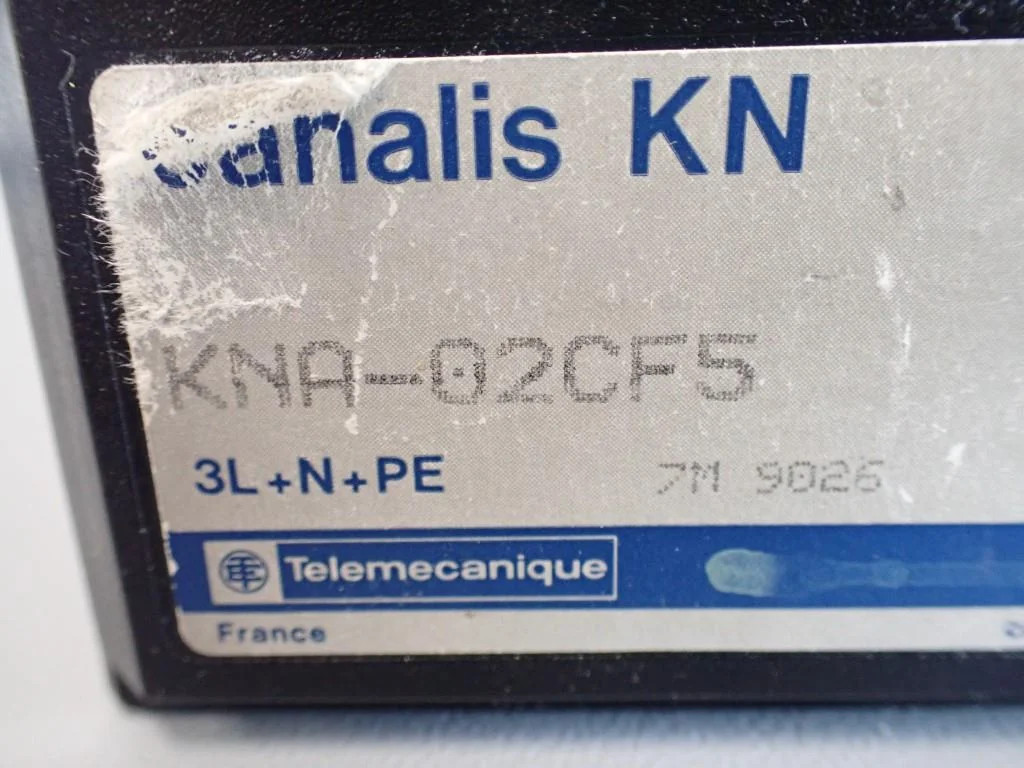 Canalis KN
KNA-02CF5
3L+N+PE
7M 9026
Telemecanique
France